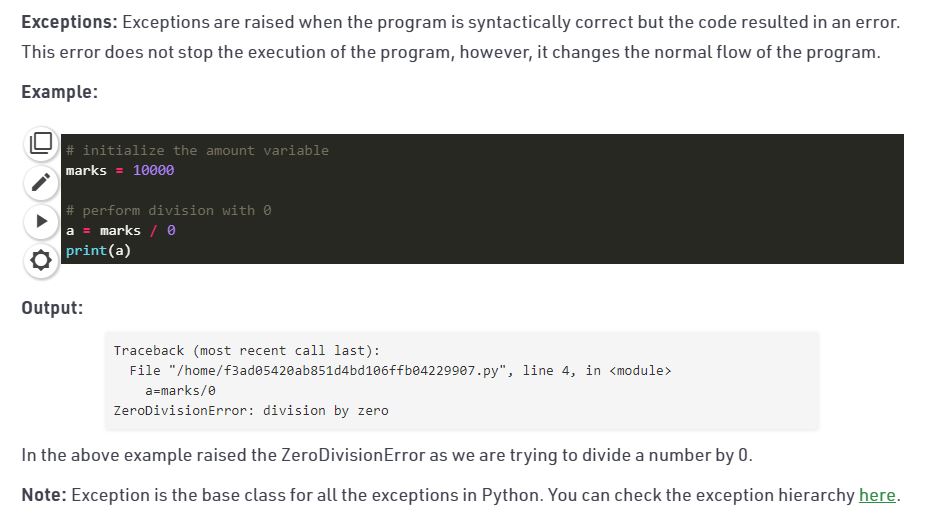 Exceptions: Exceptions are raised when the program is syntactically correct but the code resulted in an error.
This error does not stop the execution of the program, however, it changes the normal flow of the program.
Example:
# initialize the amount variable
marks = 10000
# perform division with 0
a = marks / 0
print(a)
Output:
Traceback (most recent call last):
  File "/home/f3ad05420ab851d4bd106ffb04229907.py", line 4, in <module>
    a=marks/0
ZeroDivisionError: division by zero
In the above example raised the ZeroDivisionError as we are trying to divide a number by 0.
Note: Exception is the base class for all the exceptions in Python. You can check the exception hierarchy here.